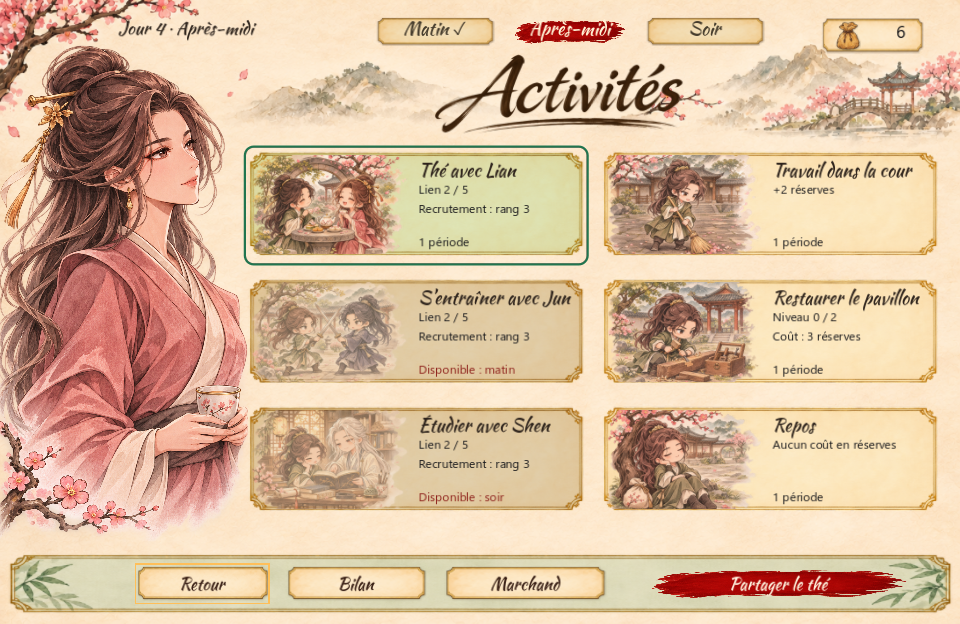 Jour 4 · Après-midi
Matin ✓
Après-midi
Soir
6
Activités
Thé avec Lian
Lien 2 / 5
Recrutement : rang 3
1 période
Travail dans la cour
+2 réserves
1 période
S'entraîner avec Jun
Lien 2 / 5
Recrutement : rang 3
Disponible : matin
Restaurer le pavillon
Niveau 0 / 2
Coût : 3 réserves
1 période
Étudier avec Shen
Lien 2 / 5
Recrutement : rang 3
Disponible : soir
Repos
Aucun coût en réserves
1 période
Retour
Bilan
Marchand
Partager le thé